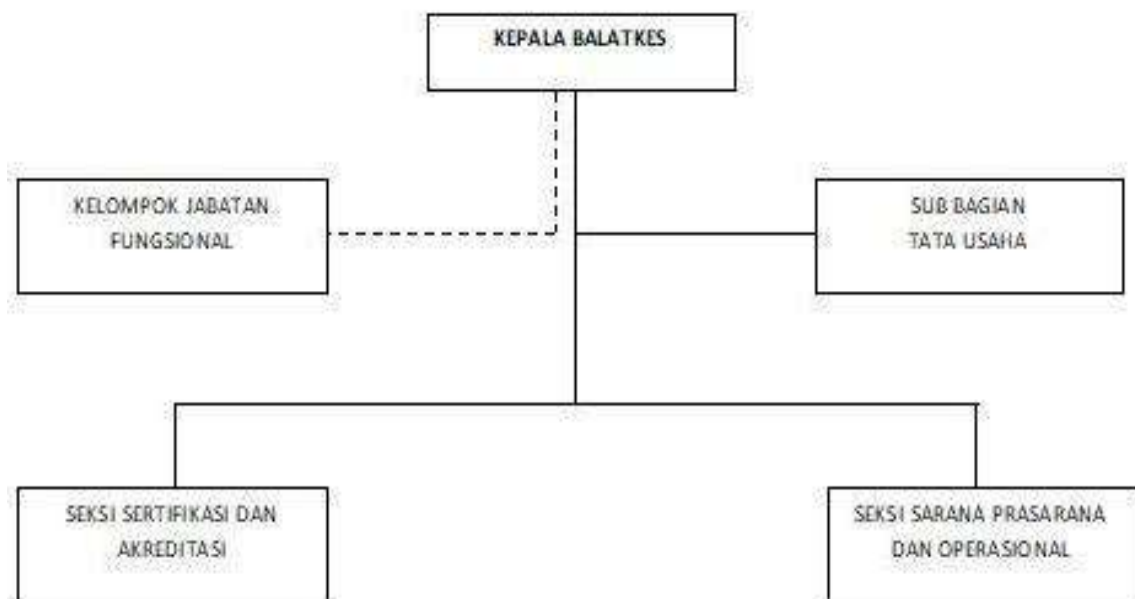 KEPALA BALATKES
KELOMPOK JABATAN
FUNGSIONAL
SUB BAGIAN
TATA USAHA
SEKSI SERTIFIKASI DAN
AKREDITASI
SEKSI SARANA PRASARANA
DAN OPERASIONAL